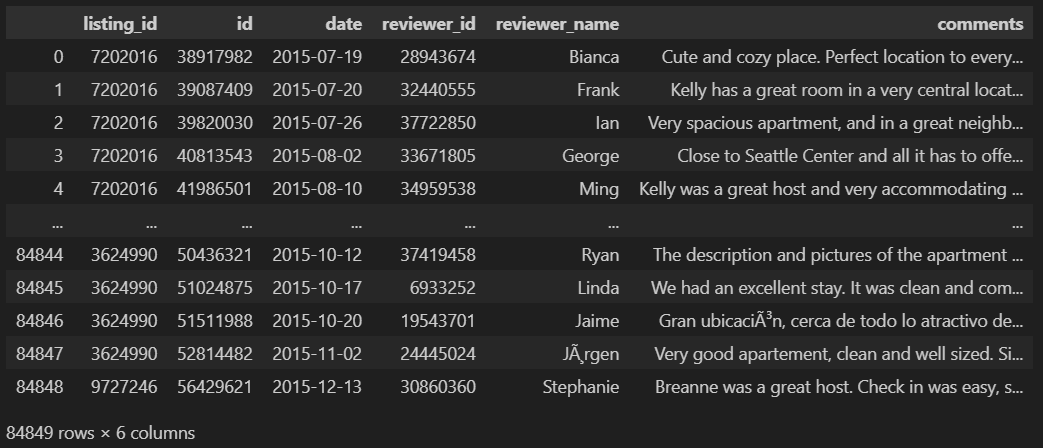 listing_id id date reviewer_id reviewer_name comments
0 7202016 38917982 2015-07-19 28943674 Bianca Cute and cozy place. Perfect location to every...
1 7202016 39087409 2015-07-20 32440555 Frank Kelly has a great room in a very central locat...
2 7202016 39820030 2015-07-26 37722850 Ian Very spacious apartment, and in a great neighb...
3 7202016 40813543 2015-08-02 33671805 George Close to Seattle Center and all it has to offe...
4 7202016 41986501 2015-08-10 34959538 Ming Kelly was a great host and very accommodating ...
... ... ... ... ... ... ...
84844 3624990 50436321 2015-10-12 37419458 Ryan The description and pictures of the apartment ...
84845 3624990 51024875 2015-10-17 6933252 Linda We had an excellent stay. It was clean and com...
84846 3624990 51511988 2015-10-20 19543701 Jaime Gran ubicaciÃ³n, cerca de todo lo atractivo de...
84847 3624990 52814482 2015-11-02 24445024 JÃ¸rgen Very good apartement, clean and well sized. Si...
84848 9727246 56429621 2015-12-13 30860360 Stephanie Breanne was a great host. Check in was easy, s...
84849 rows × 6 columns